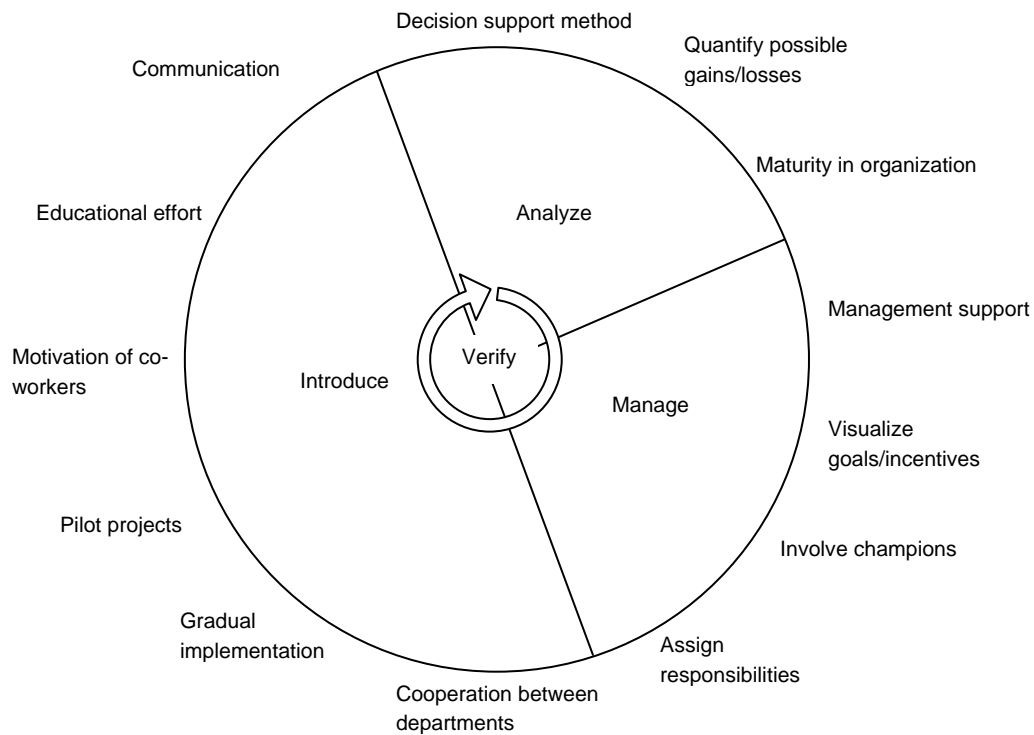 Decision support method
Quantify possible
gains/losses
Communication
Maturity in organization
Educational effort
Analyze
Management support
Motivation of co-
workers
Verify
Introduce
Manage
Visualize
goals/incentives
Pilot projects
Involve champions
Gradual
implementation
Assign
responsibilities
Cooperation between
departments